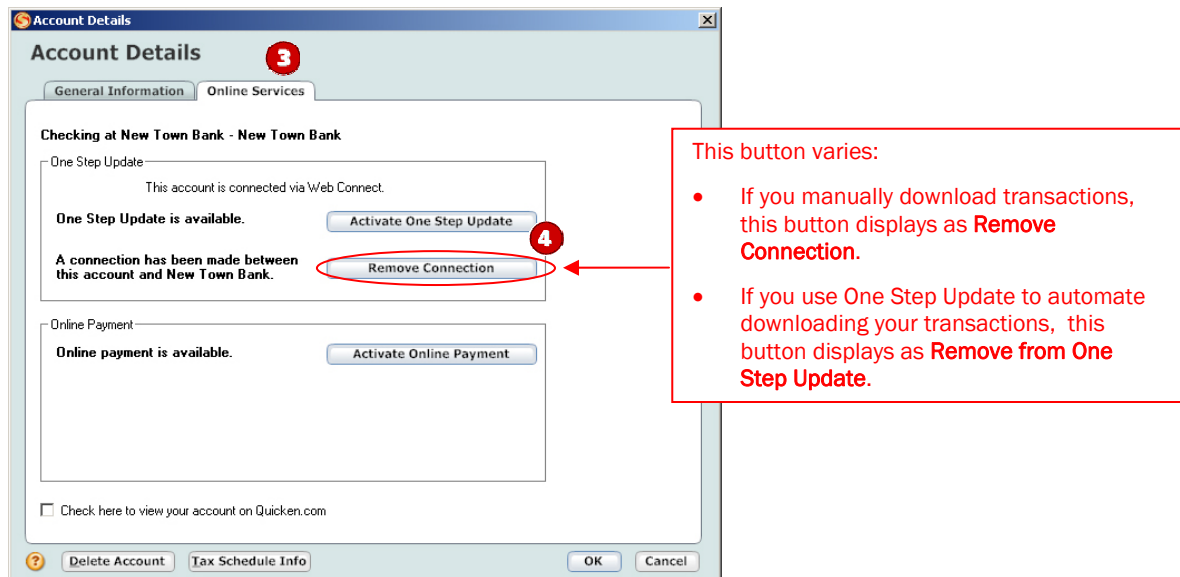 Account Details
Account Details
3
General Information
Online Services
Checking at New Town Bank - New Town Bank
One Step Update
This account is connected via Web Connect.
One Step Update is available.
Activate One Step Update
4
A connection has been made between
this account and New Town Bank.
Remove Connection
Online Payment
Online payment is available.
Activate Online Payment
Check here to view your account on Quicken.com
? Delete Account Tax Schedule Info OK Cancel
This button varies:
• If you manually download transactions,
this button displays as Remove
Connection.
• If you use One Step Update to automate
downloading your transactions, this
button displays as Remove from One
Step Update.